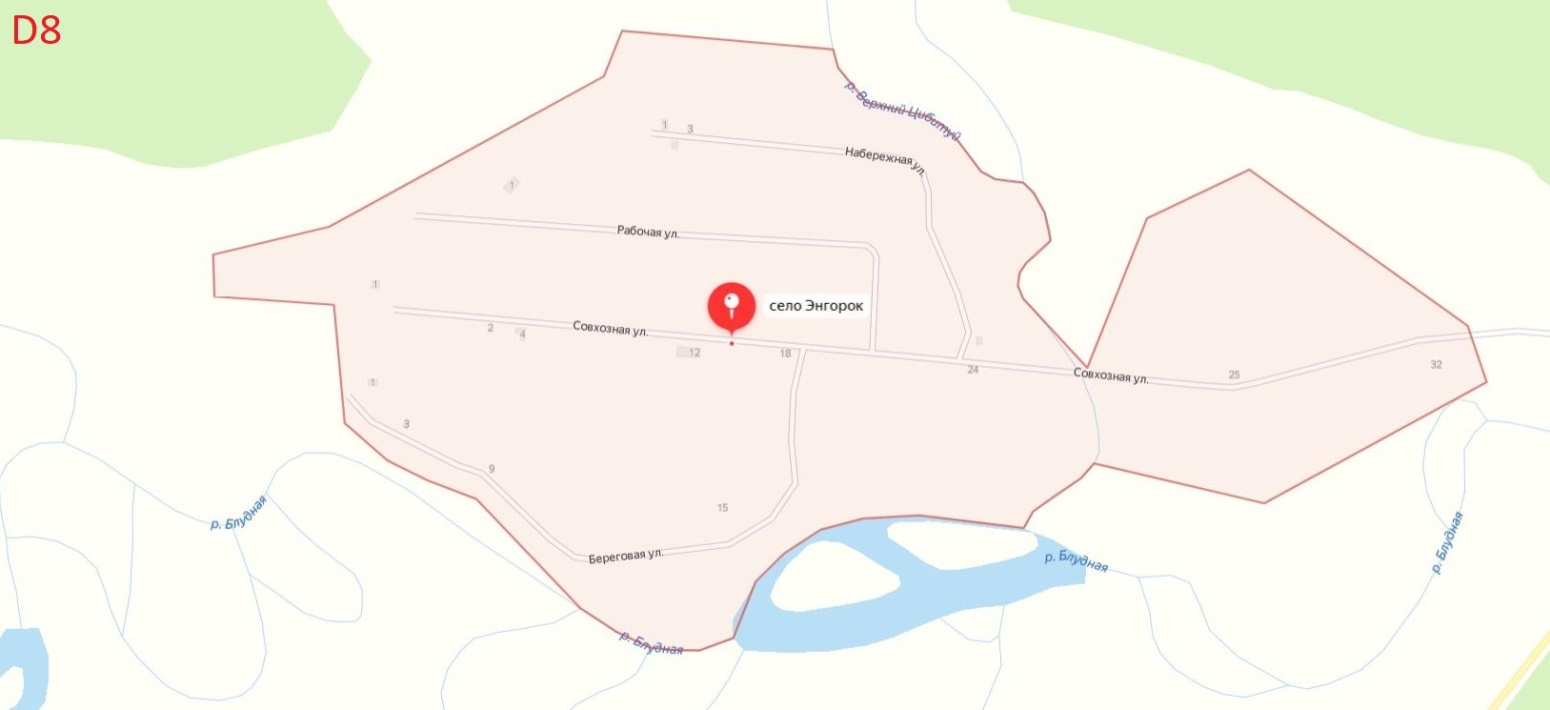 D8
р. Верхний Цибитуй
1
3
Набережная ул.
1
Рабочая ул.
1
село Энгорок
2
4
Совхозная ул.
12
18
24
Совхозная ул.
25
32
1
3
9
15
Береговая ул.
р. Блудная
р. Блудная
р. Блудная
р. Блудная